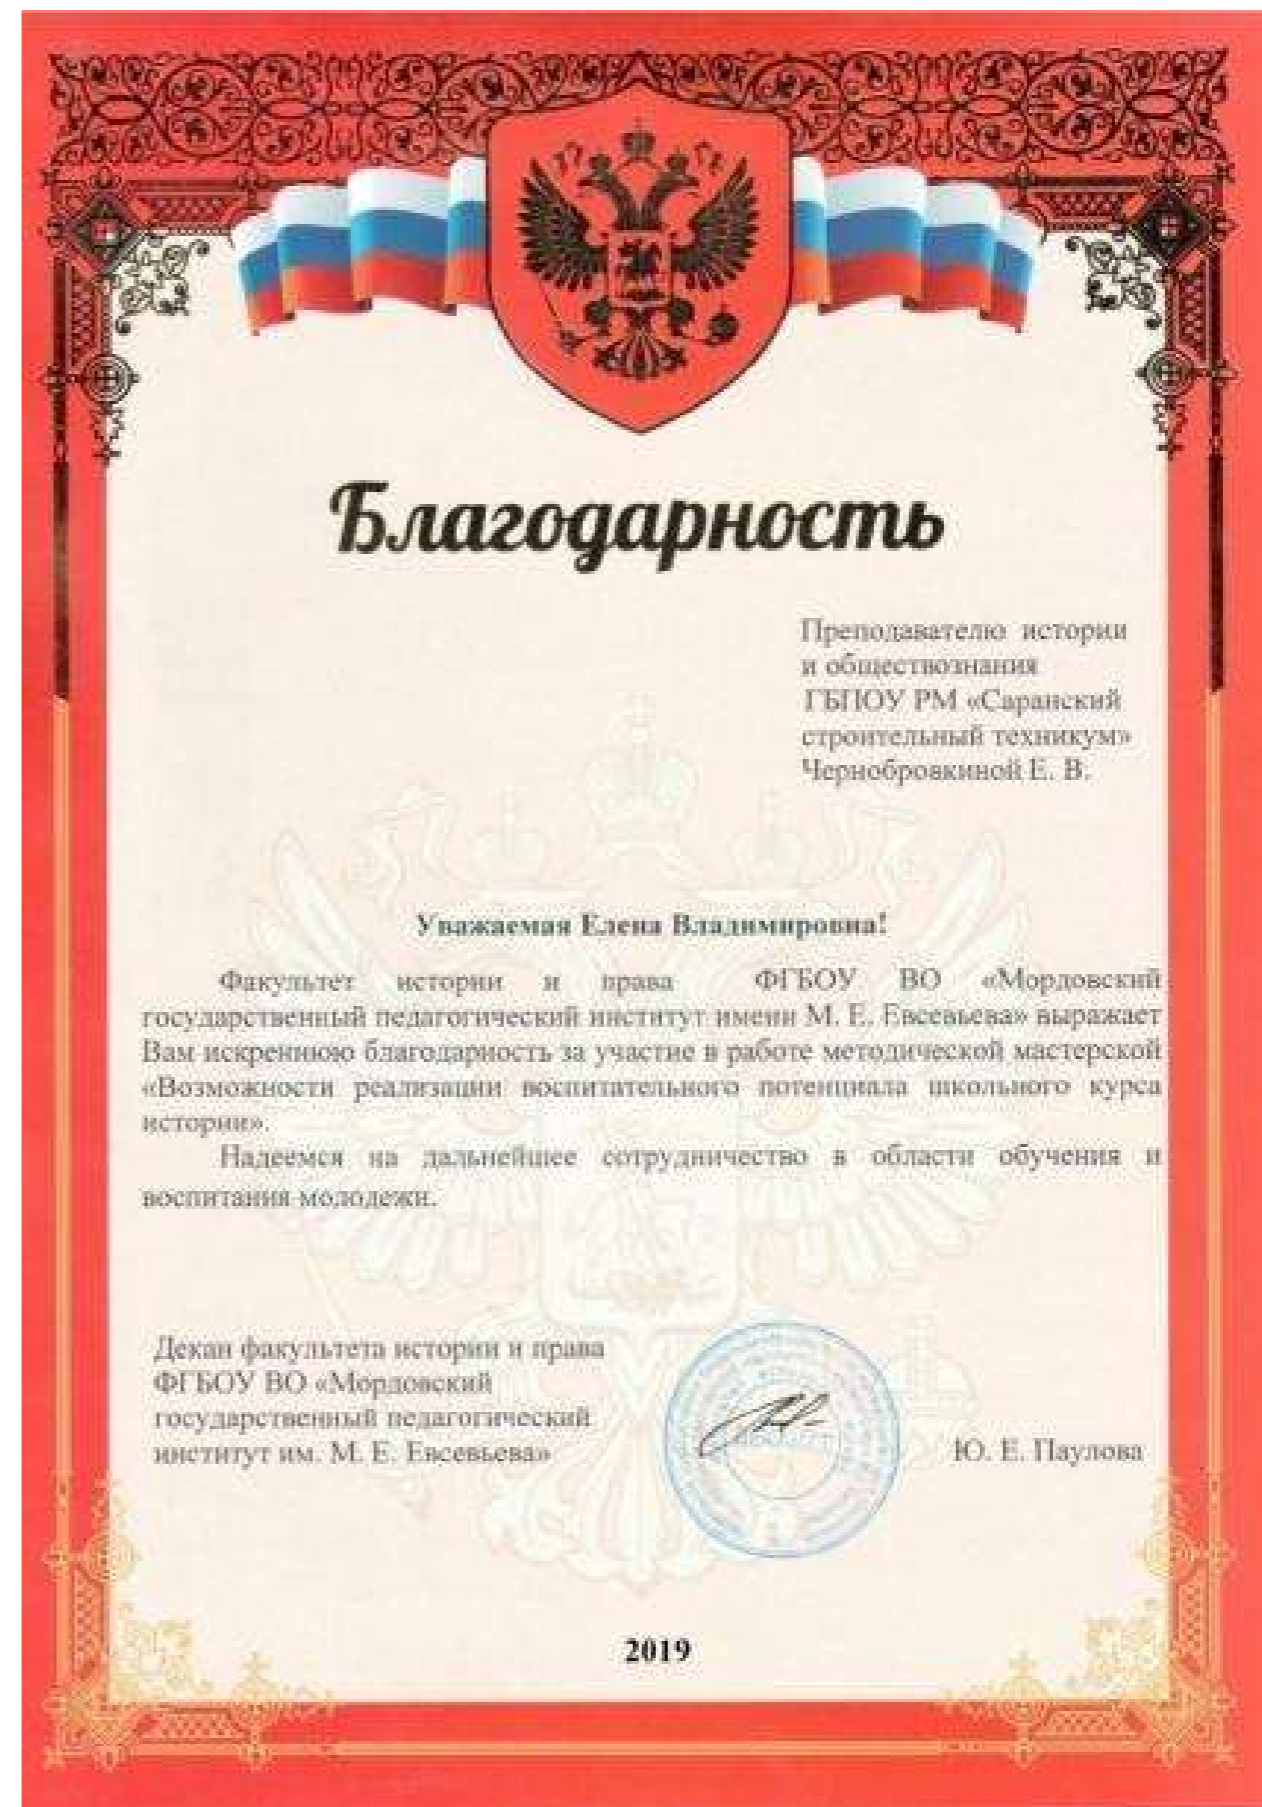 Благодарность
Преподавателю истории
и обществознания
ГБПОУ РМ «Саранский
строительный техникум»
Чернобровкиной Е. В.
Уважаемая Елена Владимировна!
Факультет истории и права ФГБОУ ВО «Мордовский
государственный педагогический институт имени М. Е. Евсевьева» выражает
Вам искреннюю благодарность за участие в работе методической мастерской
«Возможности реализации воспитательного потенциала школьного курса
истории».
Надеемся на дальнейшее сотрудничество в области обучения и
воспитания молодежи.
Декан факультета истории и права
ФГБОУ ВО «Мордовский
государственный педагогический
институт им. М. Е. Евсевьева»
Ю. Е. Паулова
2019